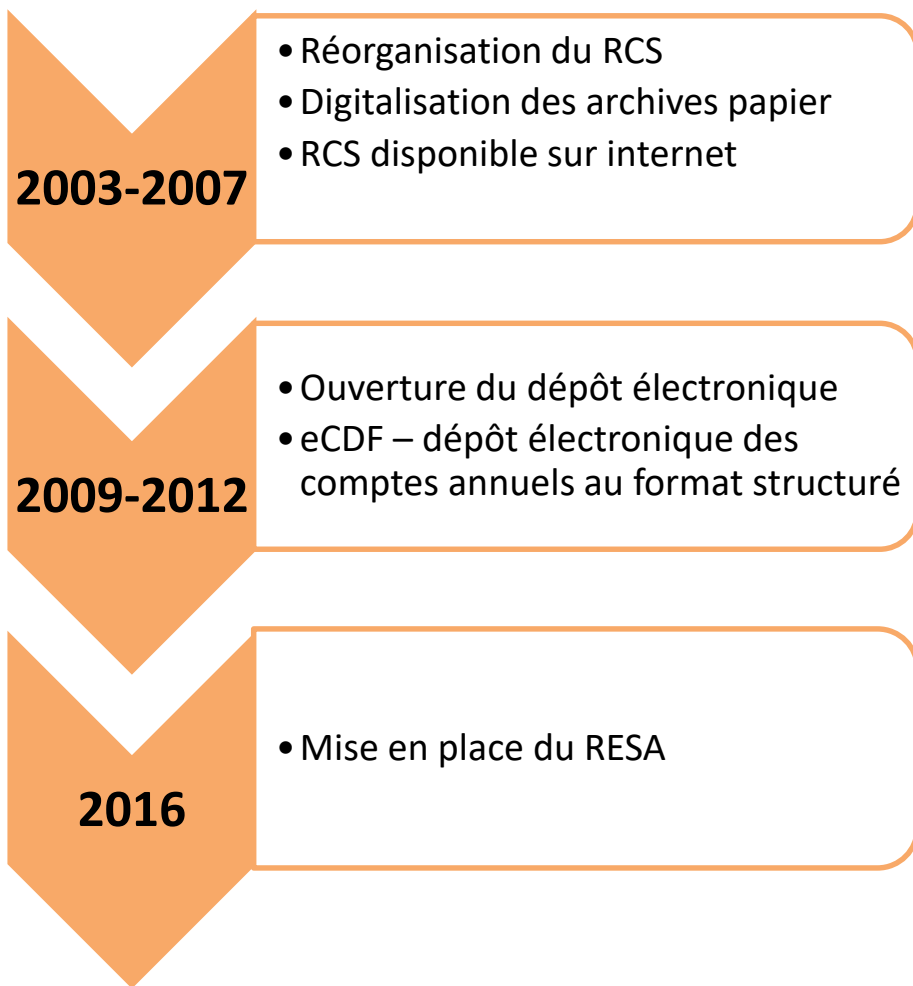 2003-2007
• Réorganisation du RCS
• Digitalisation des archives papier
• RCS disponible sur internet
2009-2012
• Ouverture du dépôt électronique
• eCDF – dépôt électronique des
comptes annuels au format structuré
2016
• Mise en place du RESA